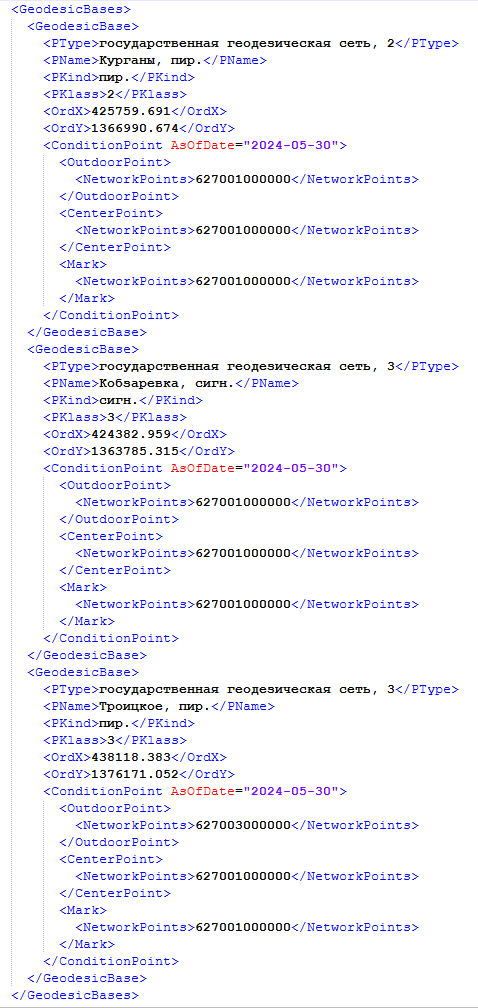 <GeodesicBases>
<GeodesicBase>
<PType>государственная геодезическая сеть, 2</PType>
<PName>Курганы, пир.</PName>
<PKind>пир.</PKind>
<PKlass>2</PKlass>
<OrdX>425759.691</OrdX>
<OrdY>1366990.674</OrdY>
<ConditionPoint AsOfDate="2024-05-30">
<OutdoorPoint>
<NetworkPoints>627001000000</NetworkPoints>
</OutdoorPoint>
<CenterPoint>
<NetworkPoints>627001000000</NetworkPoints>
</CenterPoint>
<Mark>
<NetworkPoints>627001000000</NetworkPoints>
</Mark>
</ConditionPoint>
</GeodesicBase>
<GeodesicBase>
<PType>государственная геодезическая сеть, 3</PType>
<PName>Кобзаревка, сигн.</PName>
<PKind>сигн.</PKind>
<PKlass>3</PKlass>
<OrdX>424382.959</OrdX>
<OrdY>1363785.315</OrdY>
<ConditionPoint AsOfDate="2024-05-30">
<OutdoorPoint>
<NetworkPoints>627001000000</NetworkPoints>
</OutdoorPoint>
<CenterPoint>
<NetworkPoints>627001000000</NetworkPoints>
</CenterPoint>
<Mark>
<NetworkPoints>627001000000</NetworkPoints>
</Mark>
</ConditionPoint>
</GeodesicBase>
<GeodesicBase>
<PType>государственная геодезическая сеть, 3</PType>
<PName>Троицкое, пир.</PName>
<PKind>пир.</PKind>
<PKlass>3</PKlass>
<OrdX>438118.383</OrdX>
<OrdY>1376171.052</OrdY>
<ConditionPoint AsOfDate="2024-05-30">
<OutdoorPoint>
<NetworkPoints>627003000000</NetworkPoints>
</OutdoorPoint>
<CenterPoint>
<NetworkPoints>627001000000</NetworkPoints>
</CenterPoint>
<Mark>
<NetworkPoints>627001000000</NetworkPoints>
</Mark>
</ConditionPoint>
</GeodesicBase>
</GeodesicBases>